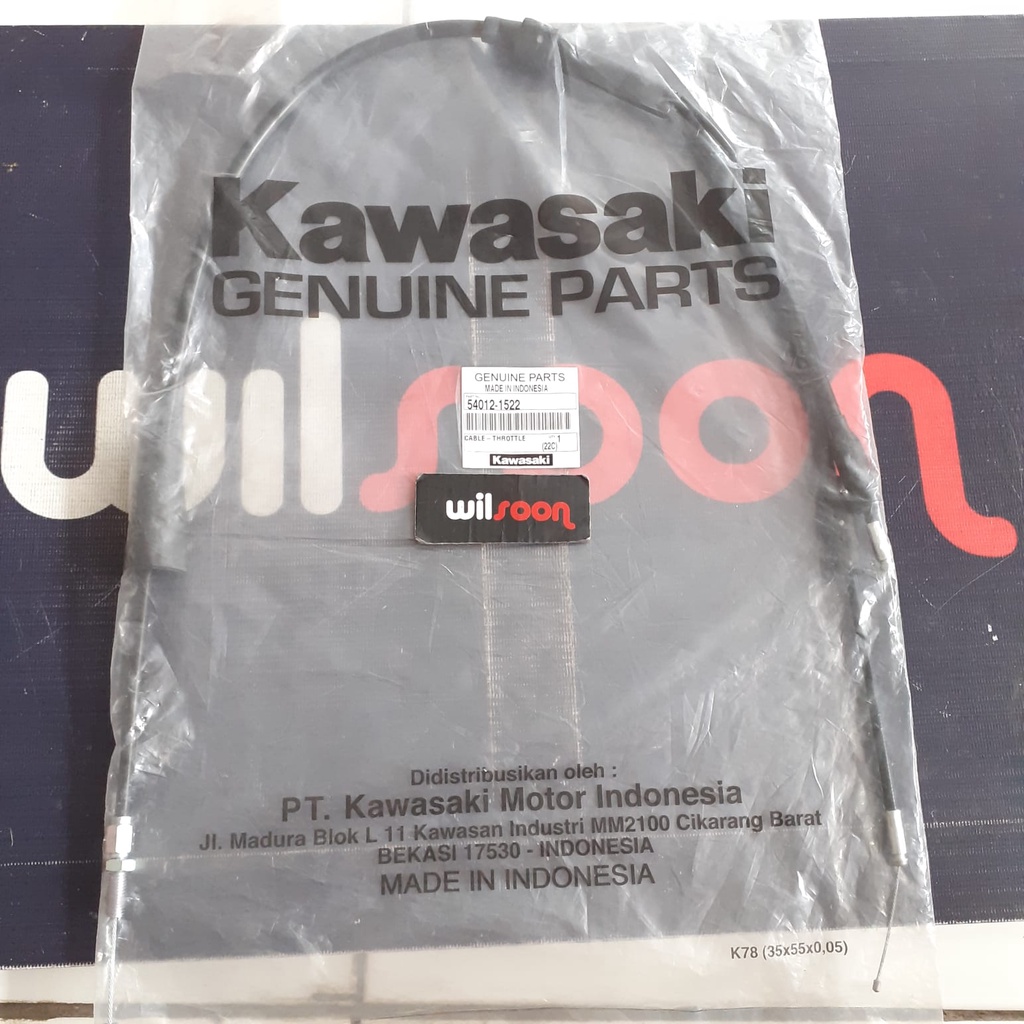 Kawasaki
GENUINE PARTS
wilsoon
GENUINE PARTS
MADE IN INDONESIA
54012-1522
CABLE-THROTTLE 1
(22C)
Kawasaki
wilsoon
Didistribusikan oleh :
PT. Kawasaki Motor Indonesia
Jl. Madura Blok L 11 Kawasan Industri MM2100 Cikarang Barat
BEKASI 17530 - INDONESIA
MADE IN INDONESIA
K78 (35x55x0,05)